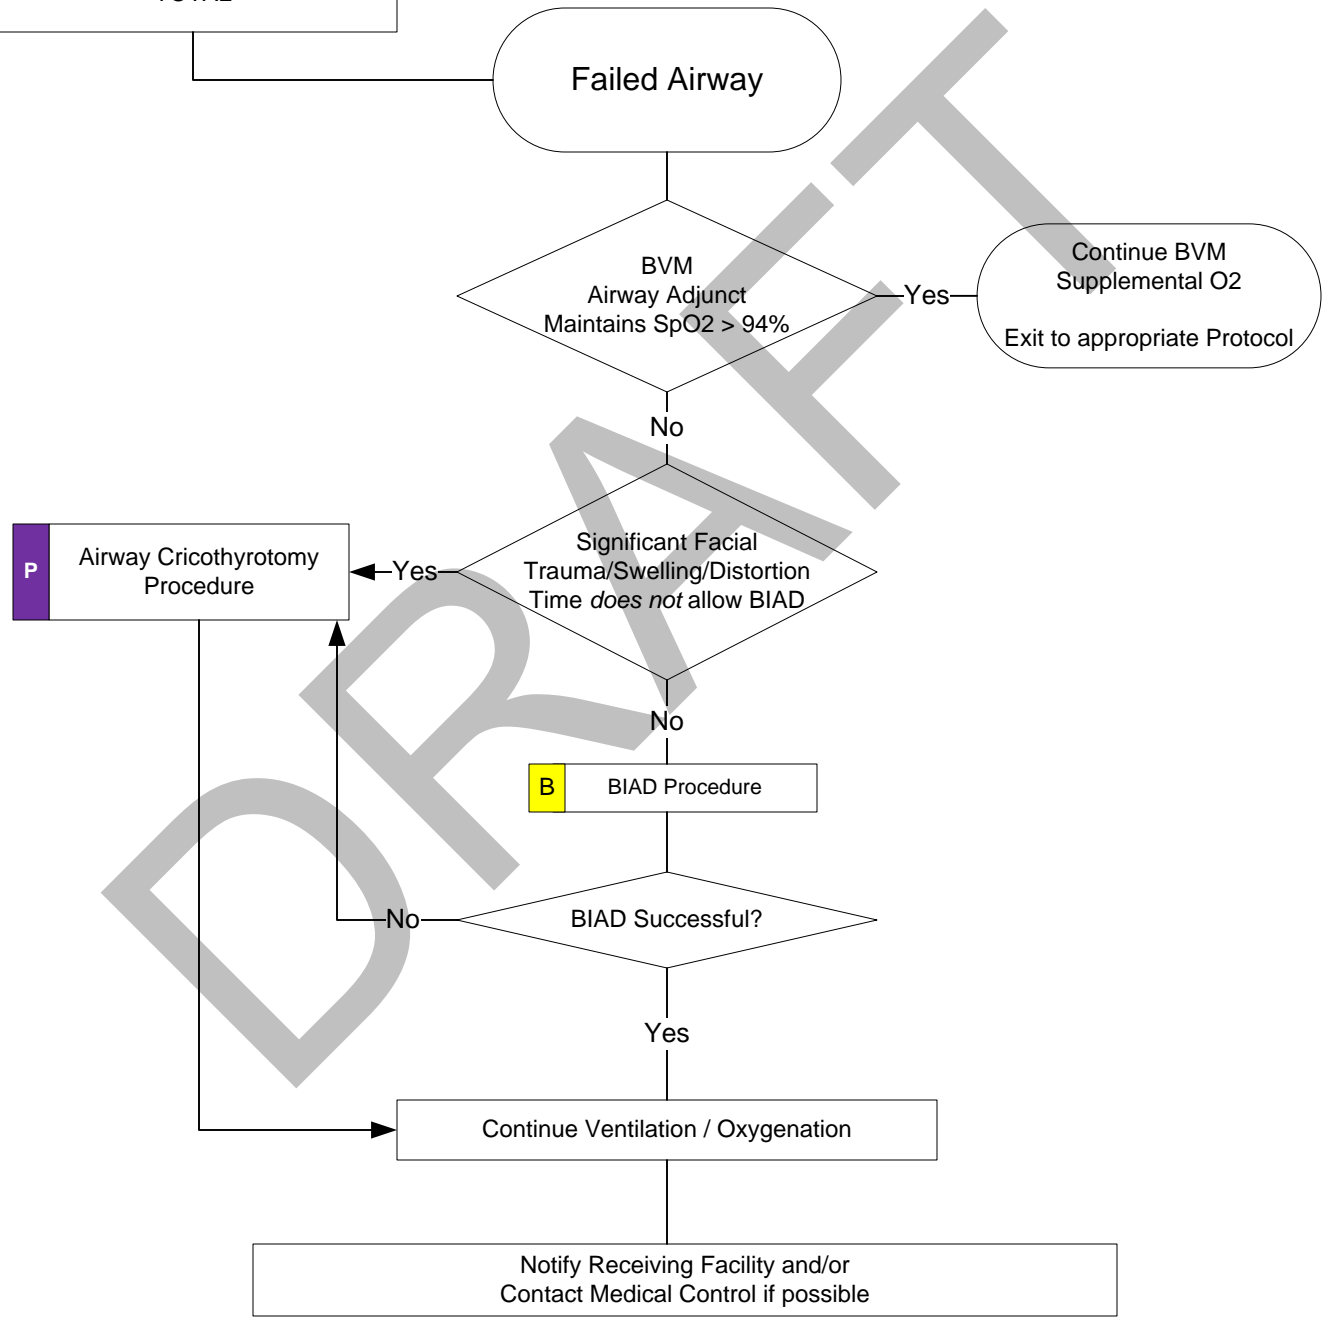 Failed Airway
BVM
Airway Adjunct
Maintains SpO2 > 94%
Yes
Continue BVM
Supplemental O2
Exit to appropriate Protocol
No
Significant Facial
Trauma/Swelling/Distortion
Time does not allow BIAD
Yes
P
Airway Cricothyrotomy
Procedure
No
B
BIAD Procedure
BIAD Successful?
No
Yes
Continue Ventilation / Oxygenation
Notify Receiving Facility and/or
Contact Medical Control if possible
DRAFT